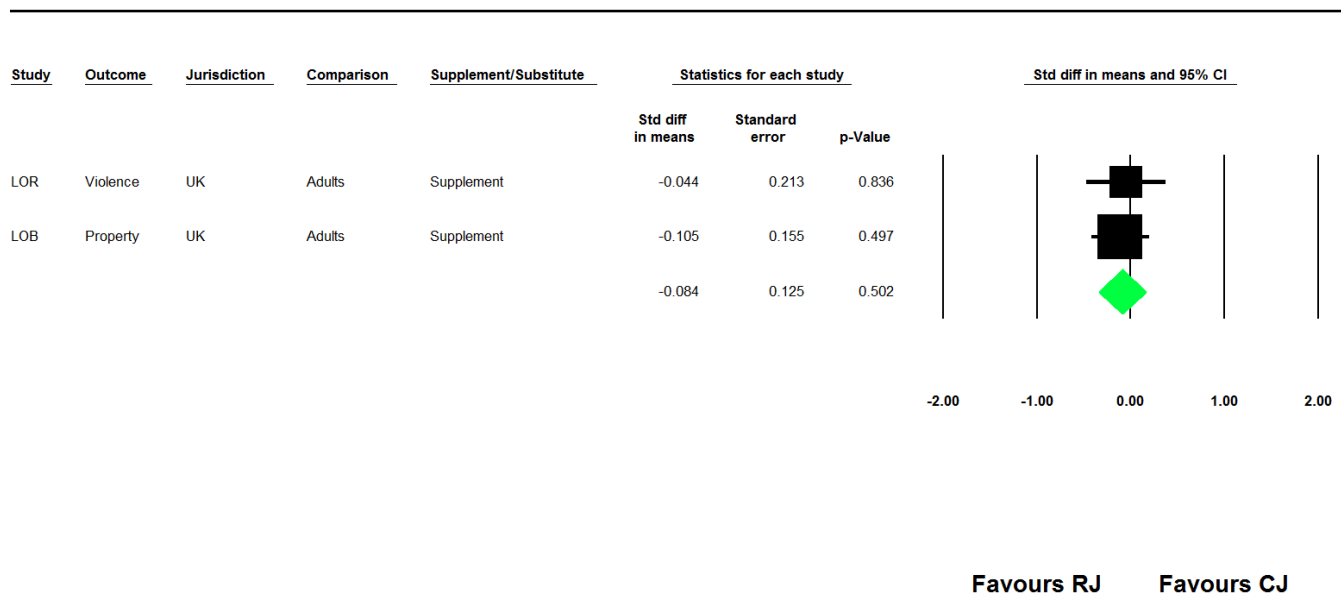 Study Outcome Jurisdiction Comparison Supplement/Substitute Statistics for each study Std diff in means and 95% CI
Std diff in means Standard error p-Value
LOR Violence UK Adults Supplement -0.044 0.213 0.836
LOB Property UK Adults Supplement -0.105 0.155 0.497
-0.084 0.125 0.502
-2.00 -1.00 0.00 1.00 2.00
Favours RJ Favours CJ